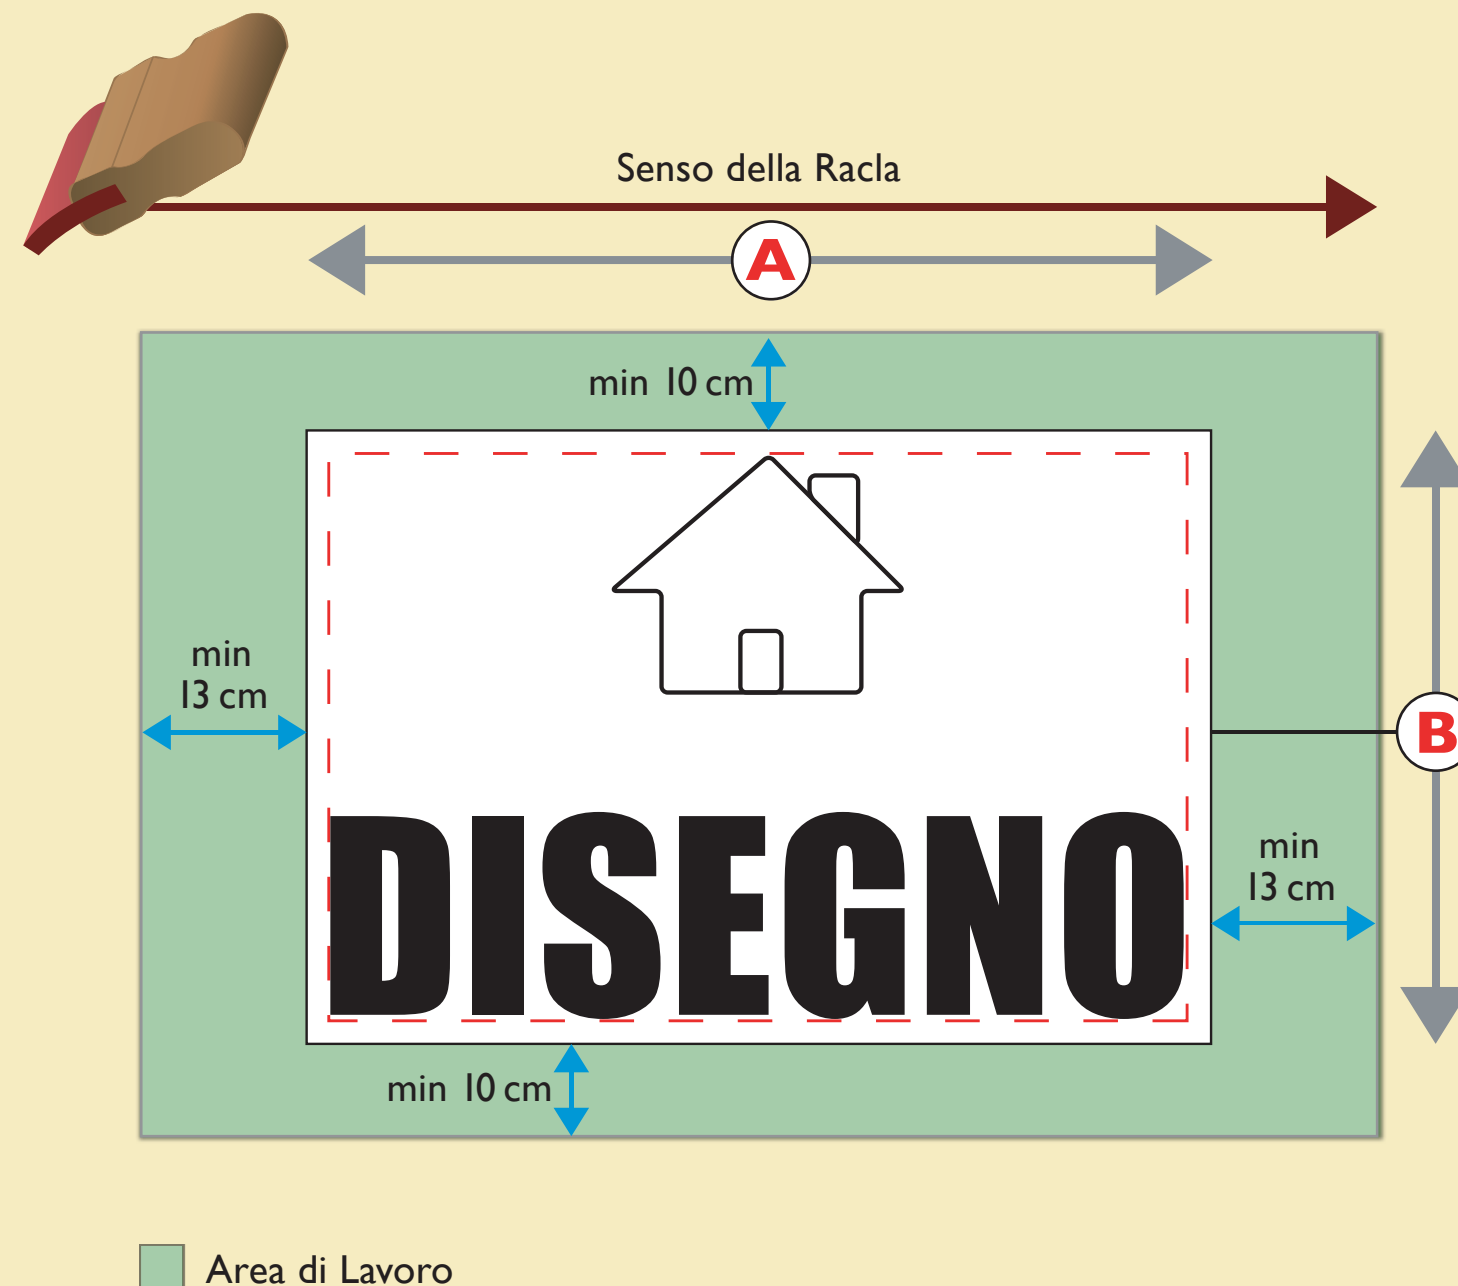 Senso della Racla
A
min 10 cm
min
13 cm
B
min
13 cm
DISEGNO
min 10 cm
Area di Lavoro